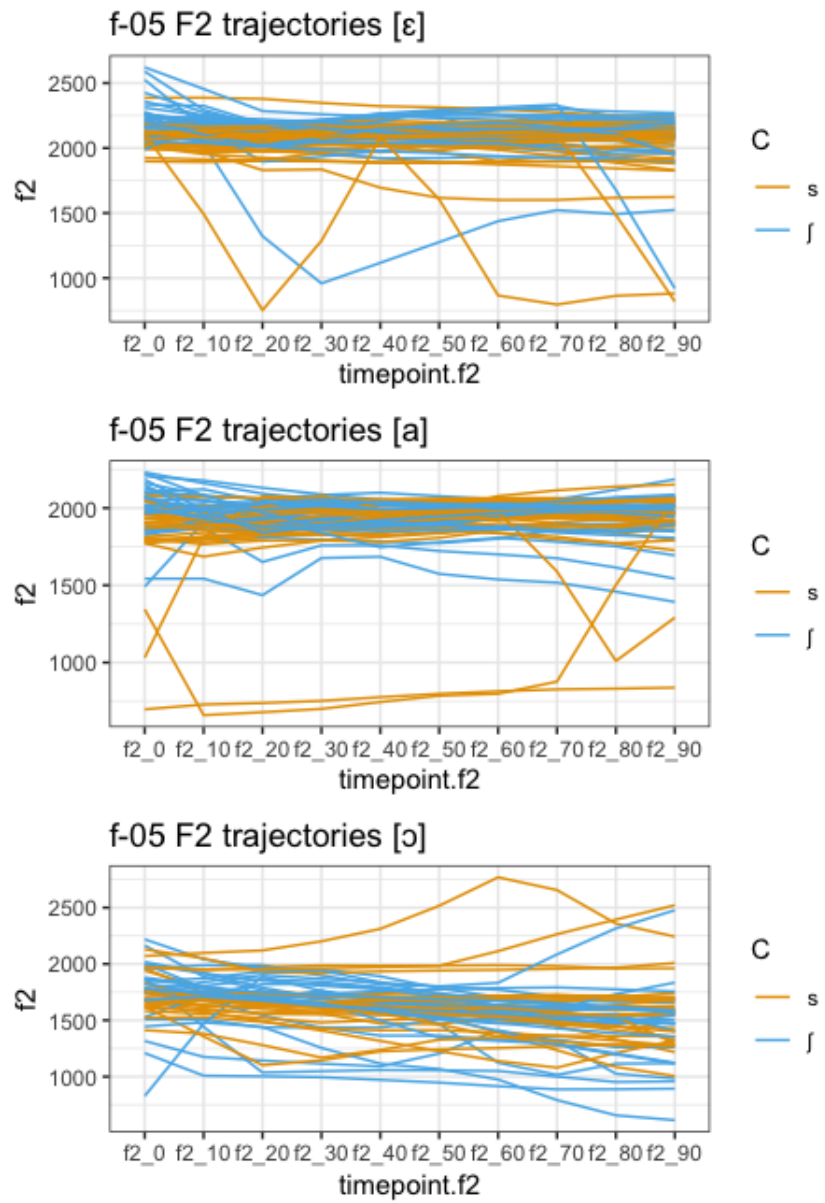 f-05 F2 trajectories [ɛ]
2500
2000
1500
1000
f2
f2_0 f2_10 f2_20 f2_30 f2_40 f2_50 f2_60 f2_70 f2_80 f2_90
timepoint.f2
C
s
ʃ
f-05 F2 trajectories [a]
2000
1500
1000
f2
f2_0 f2_10 f2_20 f2_30 f2_40 f2_50 f2_60 f2_70 f2_80 f2_90
timepoint.f2
C
s
ʃ
f-05 F2 trajectories [ɔ]
2500
2000
1500
1000
f2
f2_0 f2_10 f2_20 f2_30 f2_40 f2_50 f2_60 f2_70 f2_80 f2_90
timepoint.f2
C
s
ʃ